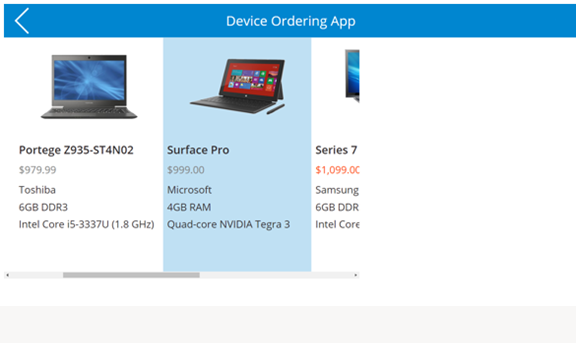 Device Ordering App
Portege Z935-ST4N02
$979.99
Toshiba
6GB DDR3
Intel Core i5-3337U (1.8 GHz)
Surface Pro
$999.00
Microsoft
4GB RAM
Quad-core NVIDIA Tegra 3
Series 7
$1,099.00
Samsung
6GB DDR
Intel Core